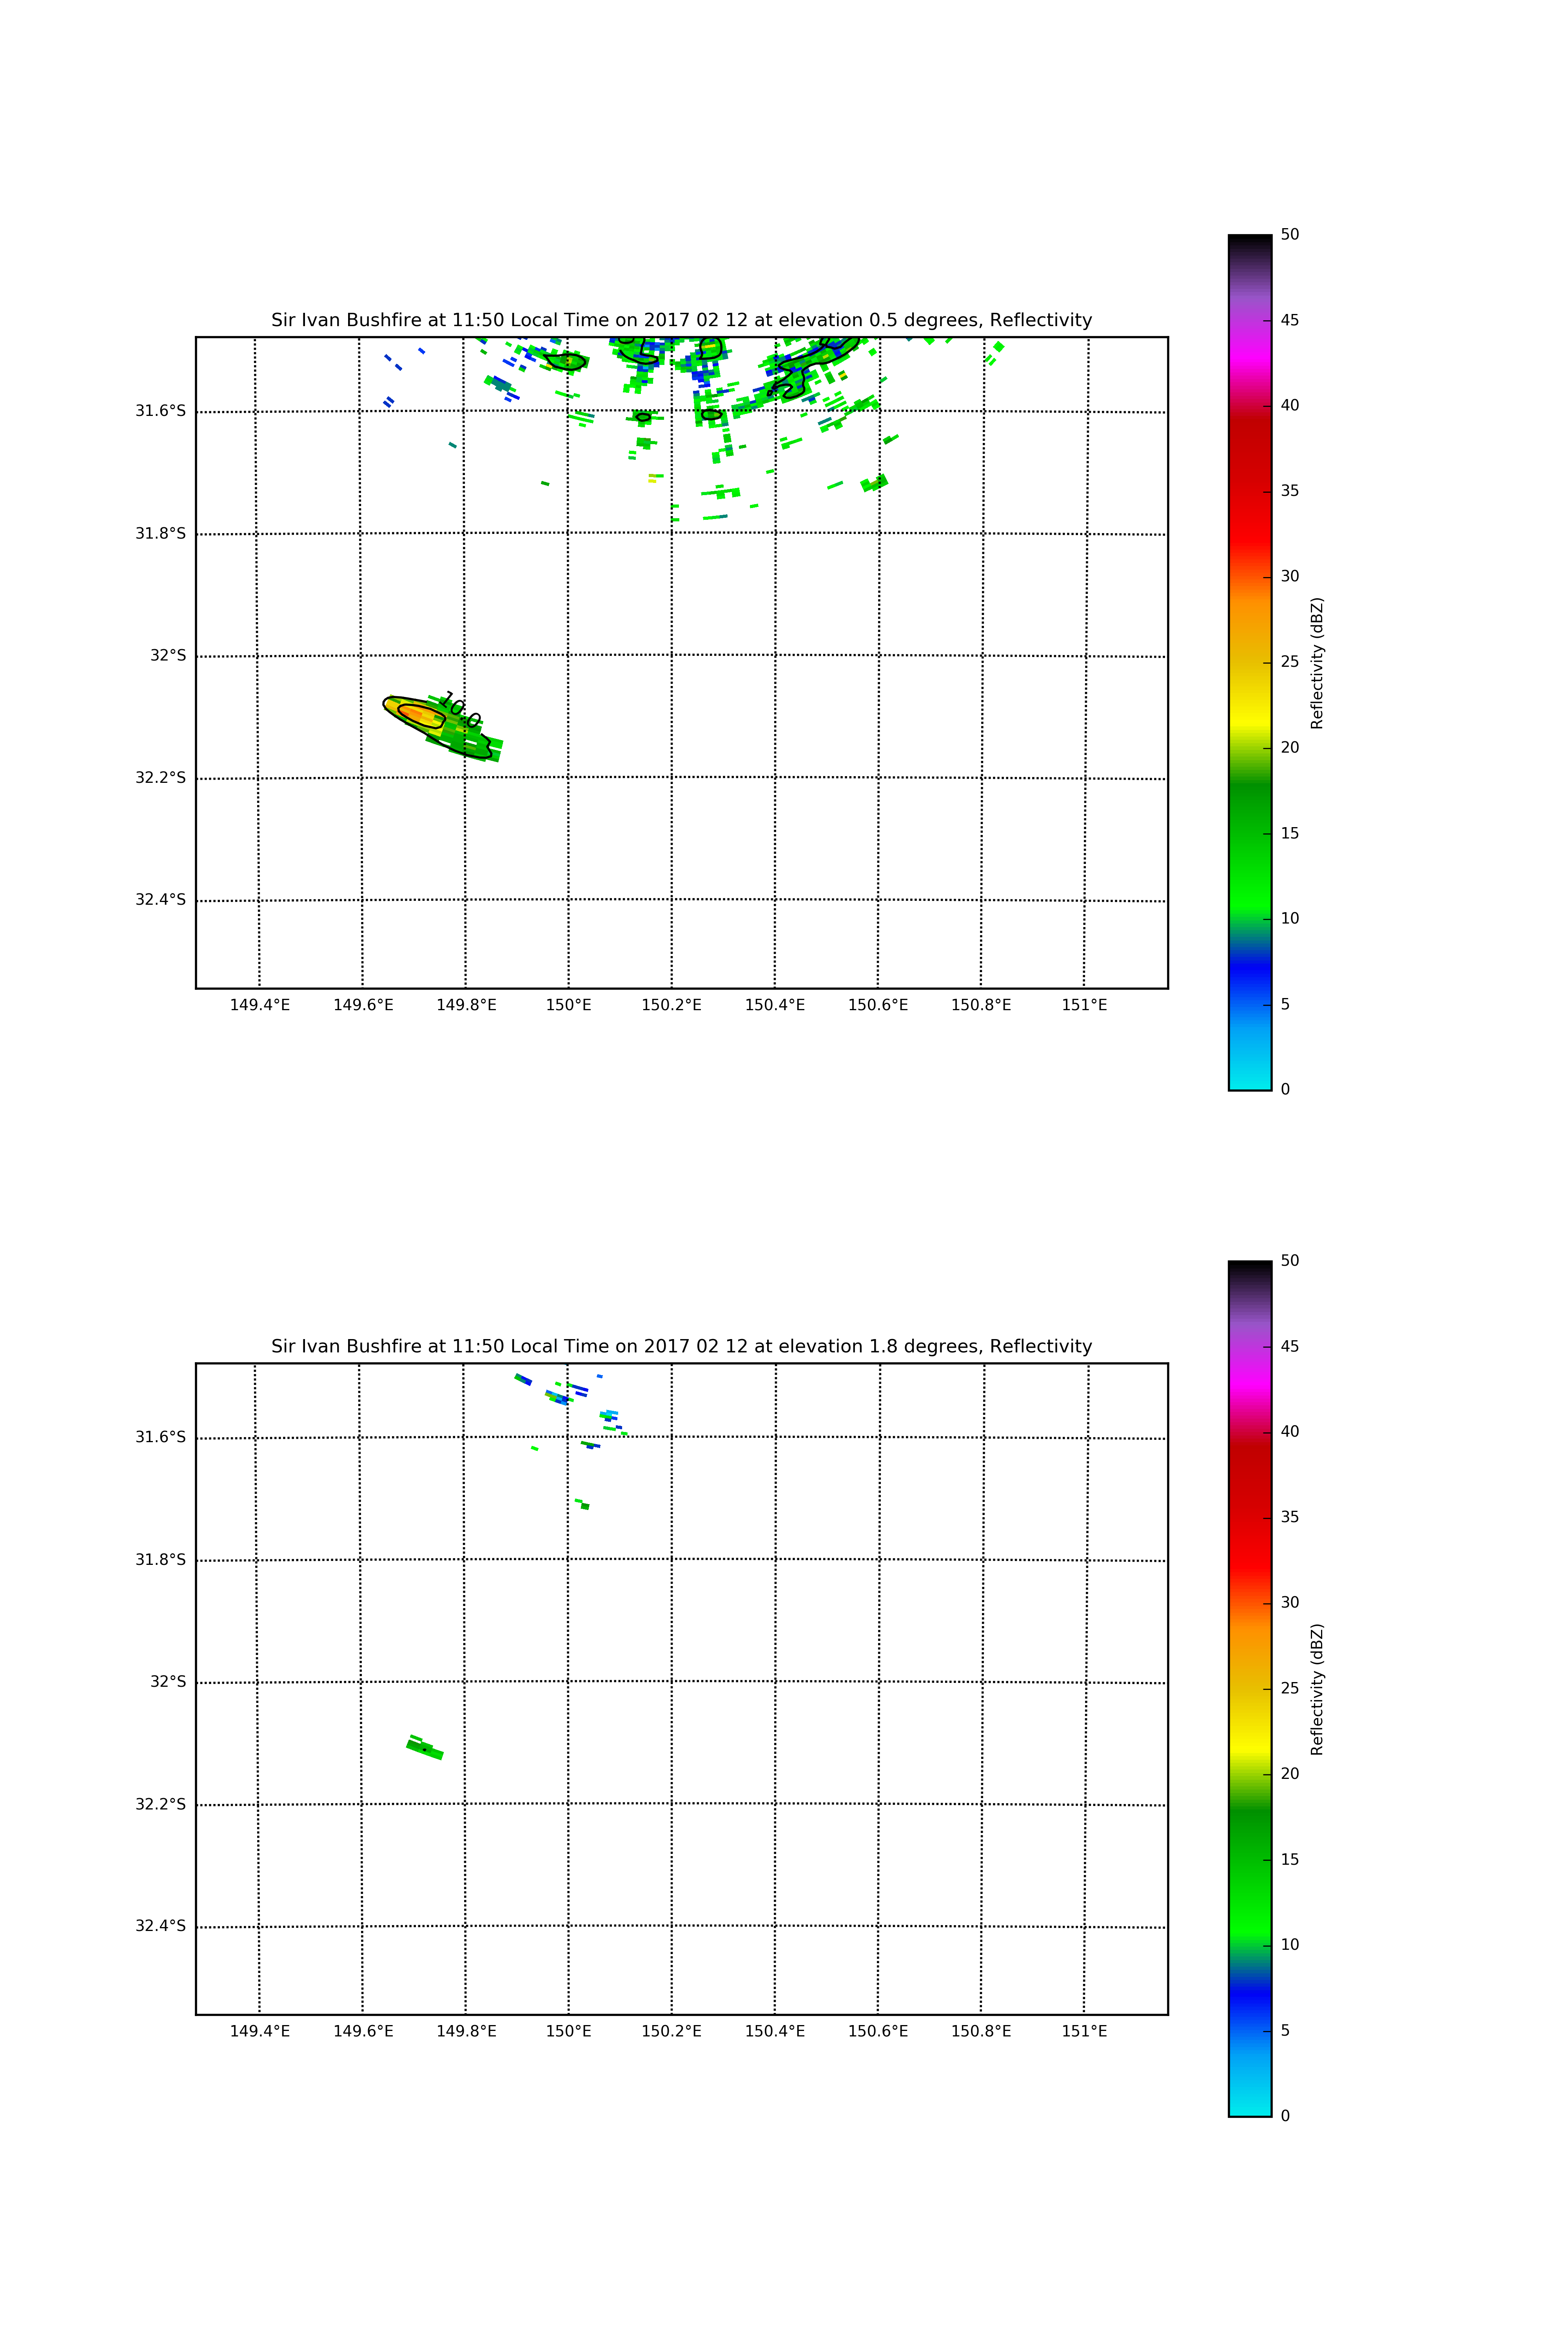 Sir Ivan Bushfire at 11:50 Local Time on 2017 02 12 at elevation 0.5 degrees, Reflectivity
31.6°S
31.8°S
32°S
32.2°S
32.4°S
10.0
149.4°E 149.6°E 149.8°E 150°E 150.2°E 150.4°E 150.6°E 150.8°E 151°E
50
45
40
35
30
25
20
15
10
5
0
Reflectivity (dBZ)
Sir Ivan Bushfire at 11:50 Local Time on 2017 02 12 at elevation 1.8 degrees, Reflectivity
31.6°S
31.8°S
32°S
32.2°S
32.4°S
149.4°E 149.6°E 149.8°E 150°E 150.2°E 150.4°E 150.6°E 150.8°E 151°E
50
45
40
35
30
25
20
15
10
5
0
Reflectivity (dBZ)